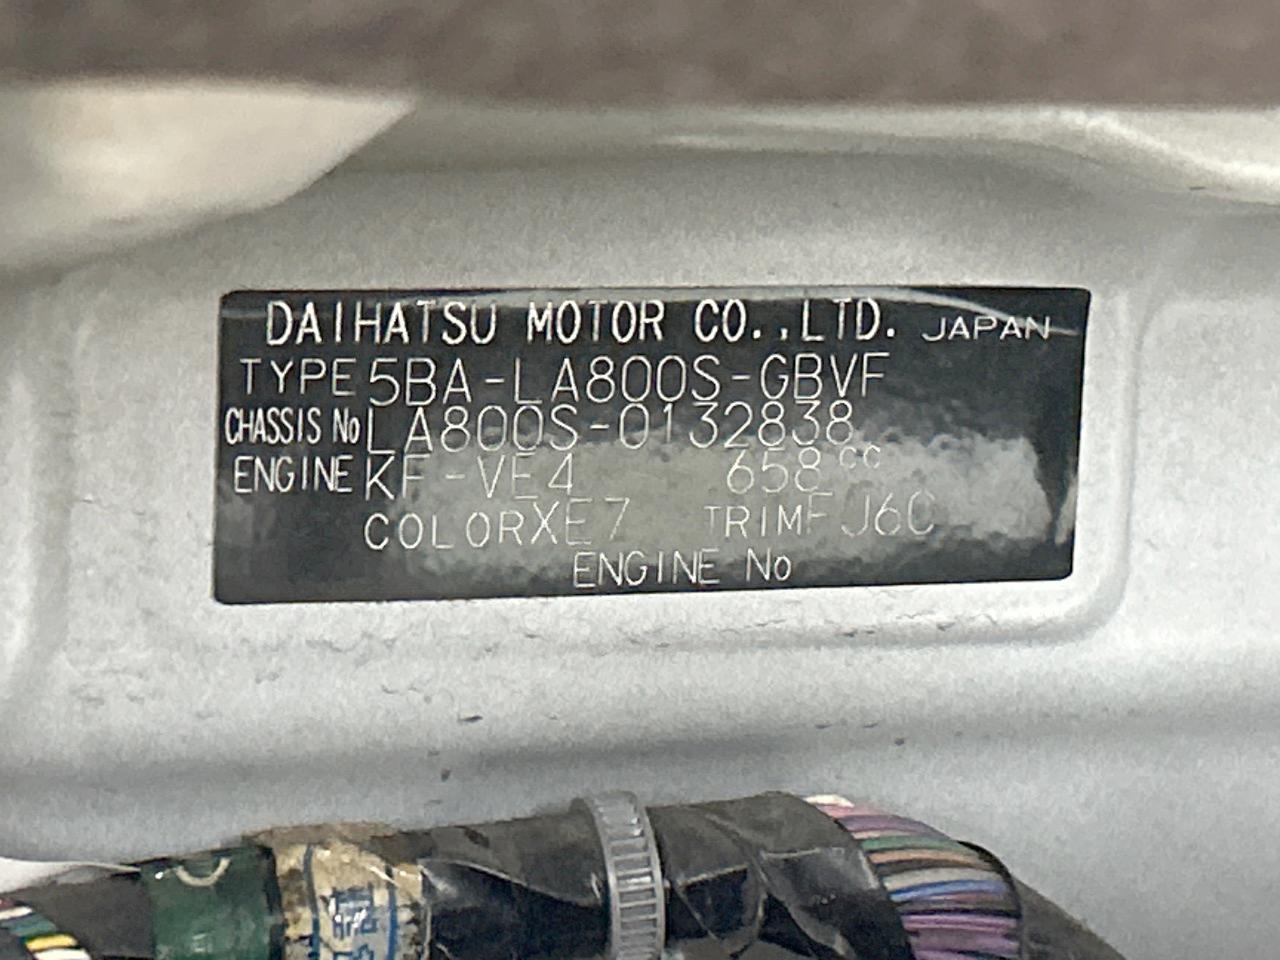 DAIHATSU MOTOR CO.,LTD. JAPAN
TYPE 5BA-LA800S-GBVF
CHASSIS No LA800S-0132838
ENGINE KF-VE4 658cc
COLOR XE7 TRIM FJ60
ENGINE No